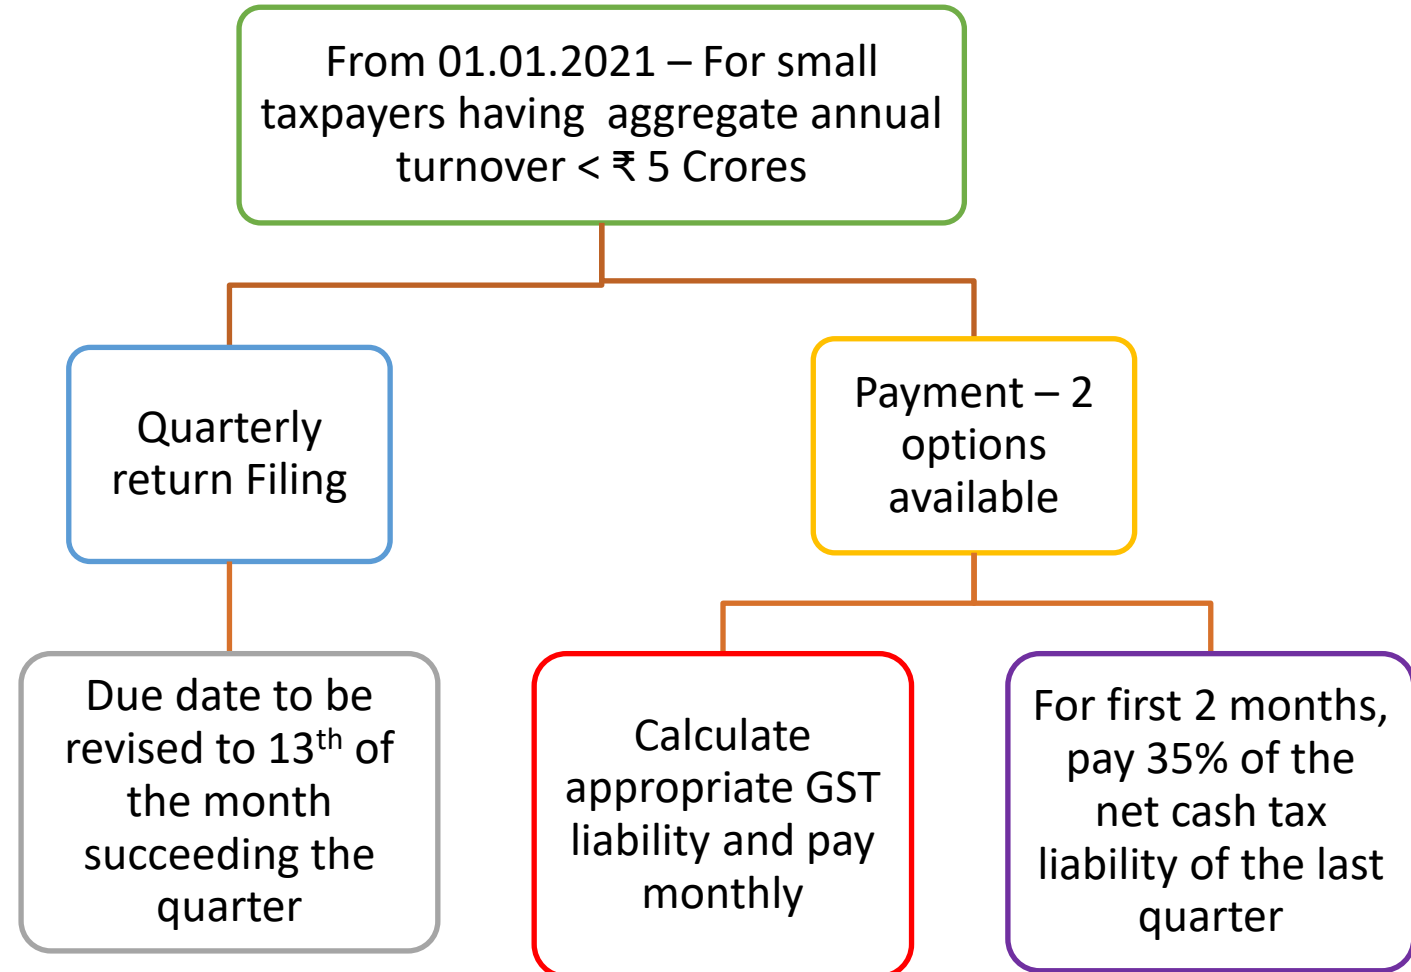 From 01.01.2021 – For small
taxpayers having aggregate annual
turnover < ₹ 5 Crores
Quarterly
return Filing
Payment – 2
options
available
Due date to be
revised to 13th of
the month
succeeding the
quarter
Calculate
appropriate GST
liability and pay
monthly
For first 2 months,
pay 35% of the
net cash tax
liability of the last
quarter